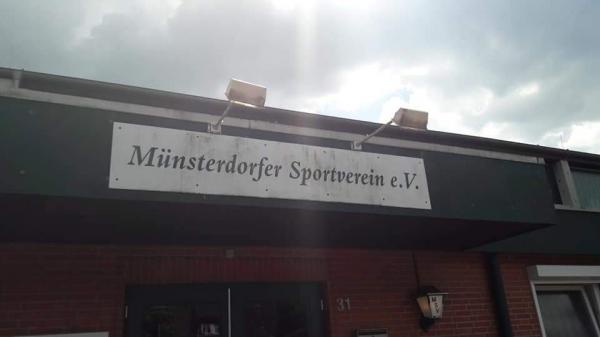 Münsterdorfer Sportverein e.V.
31
M
S
V